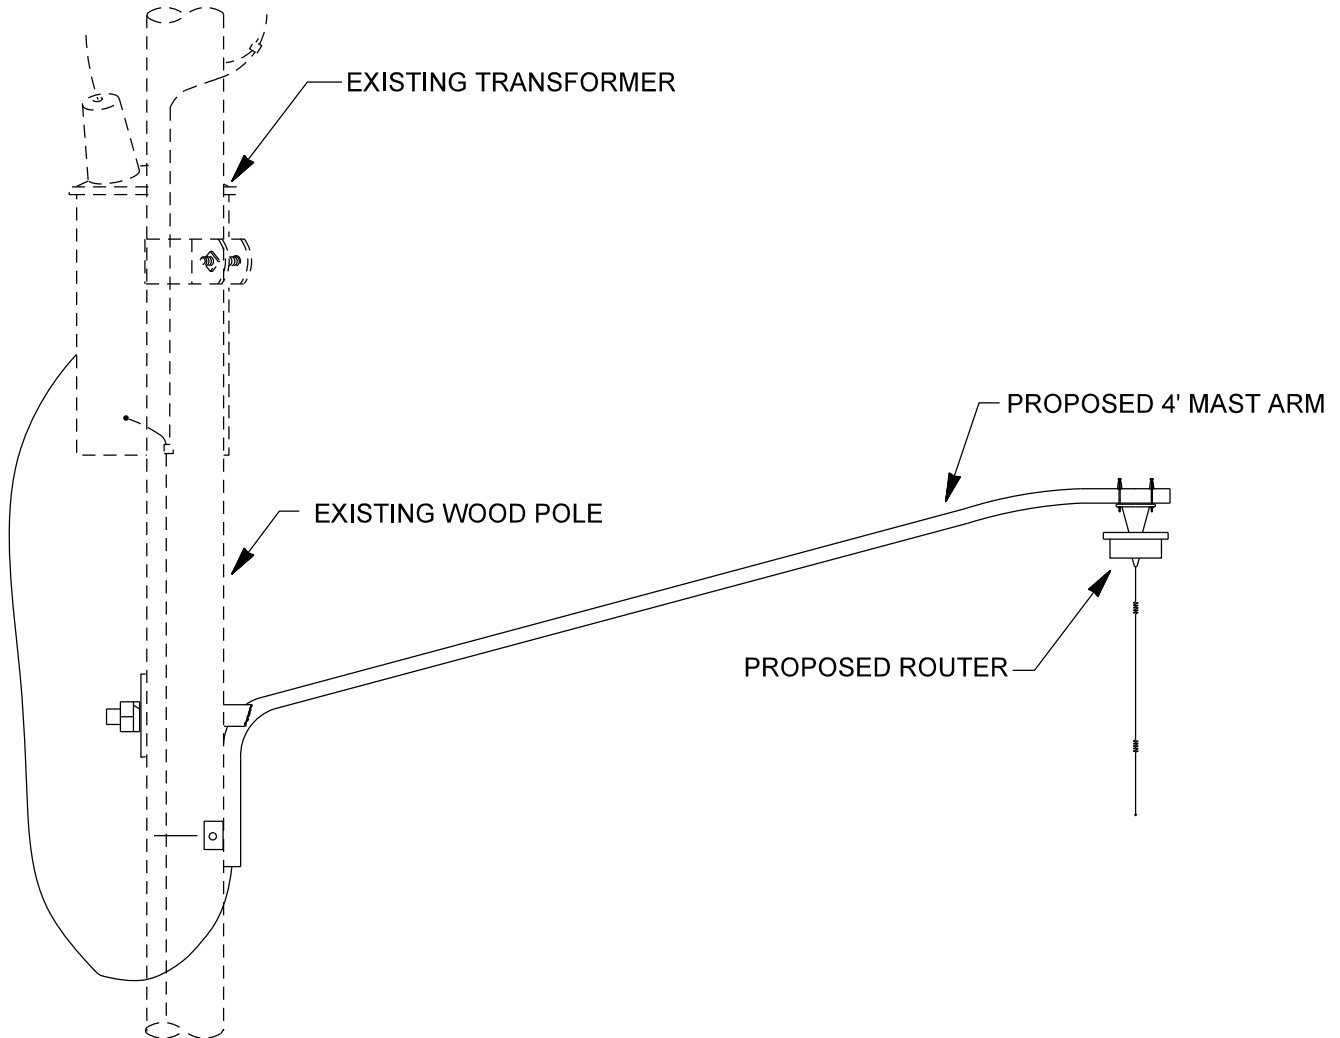 EXISTING TRANSFORMER
PROPOSED 4' MAST ARM
EXISTING WOOD POLE
PROPOSED ROUTER